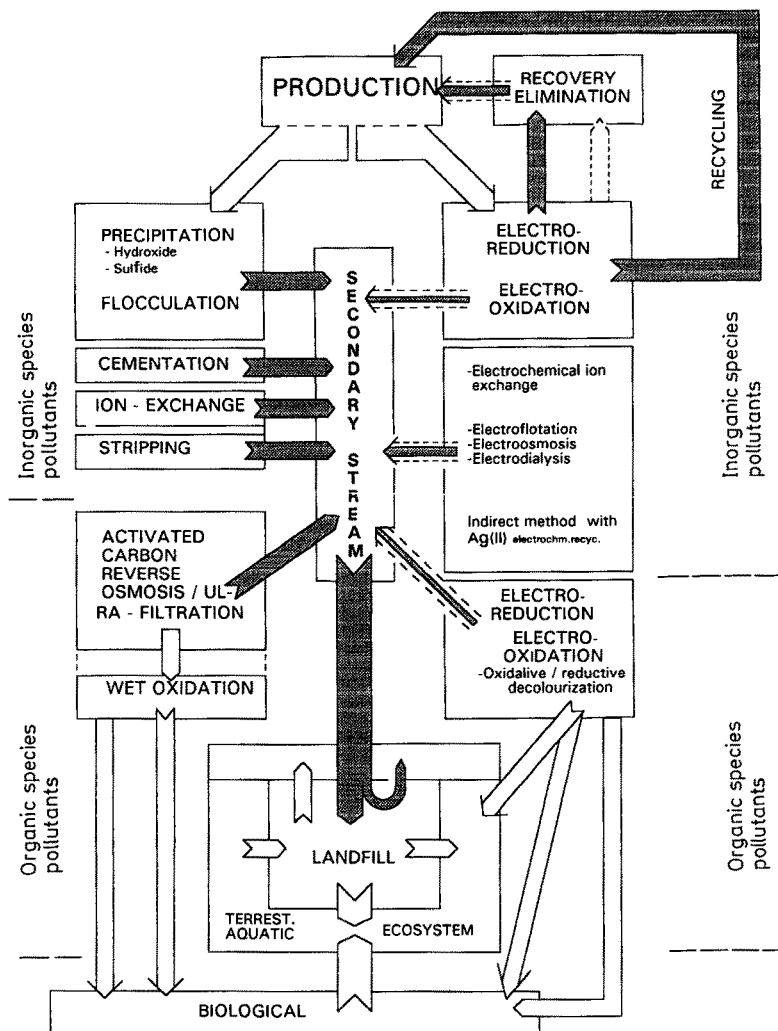 PRODUCTION
RECOVERY
ELIMINATION
RECYCLING
PRECIPITATION
- Hydroxide
- Sulfide
FLOCCULATION
ELECTRO-
REDUCTION
ELECTRO-
OXIDATION
SECONDARY STREAM
Inorganic species
pollutants
CEMENTATION
ION - EXCHANGE
STRIPPING
-Electrochemical ion
exchange
-Electroflotation
-Electroosmosis
-Electrodialysis
Indirect method with
Ag(II) electrochm.recyc.
Inorganic species
pollutants
ACTIVATED
CARBON
REVERSE
OSMOSIS / UL-
RA - FILTRATION
WET OXIDATION
ELECTRO-
REDUCTION
ELECTRO-
OXIDATION
-Oxidalive / reductive
decolourization
Organic species
pollutants
Organic species
pollutants
LANDFILL
TERREST.
AQUATIC
ECOSYSTEM
BIOLOGICAL